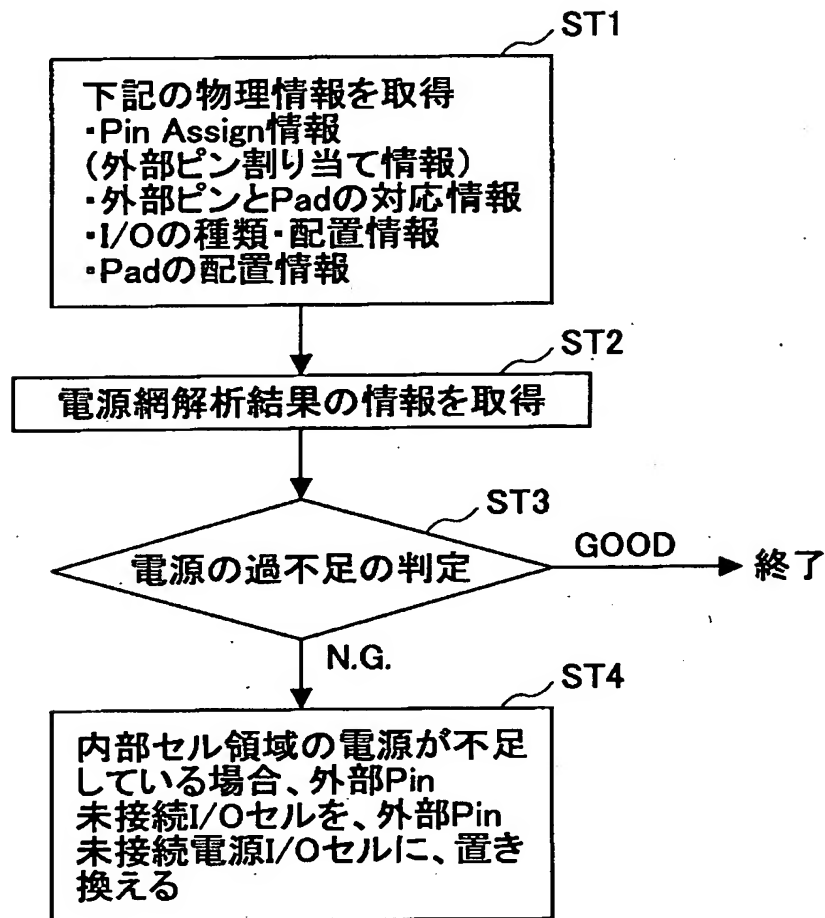 ST1
下記の物理情報を取得
・Pin Assign情報
(外部ピン割り当て情報)
・外部ピンとPadの対応情報
・I/Oの種類・配置情報
・Padの配置情報
ST2
電源網解析結果の情報を取得
ST3
電源の過不足の判定
GOOD
終了
N.G.
ST4
内部セル領域の電源が不足
している場合、外部Pin
未接続I/Oセルを、外部Pin
未接続電源I/Oセルに、置き
換える